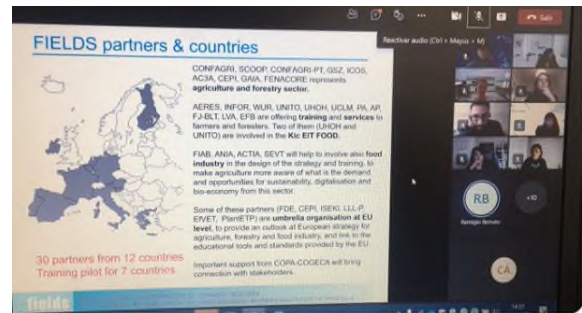 FIELDS partners & countries
Reactivar audio (Ctrl + Mayús + M)
Salir
CONFAGRI, SCOOP, CONFAGRI-PT, GSZ, ICOS,
AC3A, CEPI, GAIA, FENACORE represents
agriculture and forestry sector.
AERES, INFOR, WUR, UNITO, UHOH, UCLM, PA, AP,
FJ-BLT, LVA, EFB are offering training and services to
farmers and foresters. Two of them (UHOH and
UNITO) are involved in the Kic EIT FOOD.
FIAB, ANIA, ACTIA, SEVT will help to involve also food
industry in the design of the strategy and training, to
make agriculture more aware of what is the demand
and opportunities for sustainability, digitalisation and
bio-economy from this sector.
Some of these partners (FDE, CEPI, ISEKI, LLL-P
EfVET, PlantETP) are umbrella organisation at EU
level, to provide an outlook at European strategy for
agriculture, forestry and food industry, and link to the
educational tools and standards provided by the EU.
Important support from COPA-COGECA will bring
connection with stakeholders.
30 partners from 12 countries
Training pilot for 7 countries
fields
RB
+10
CA